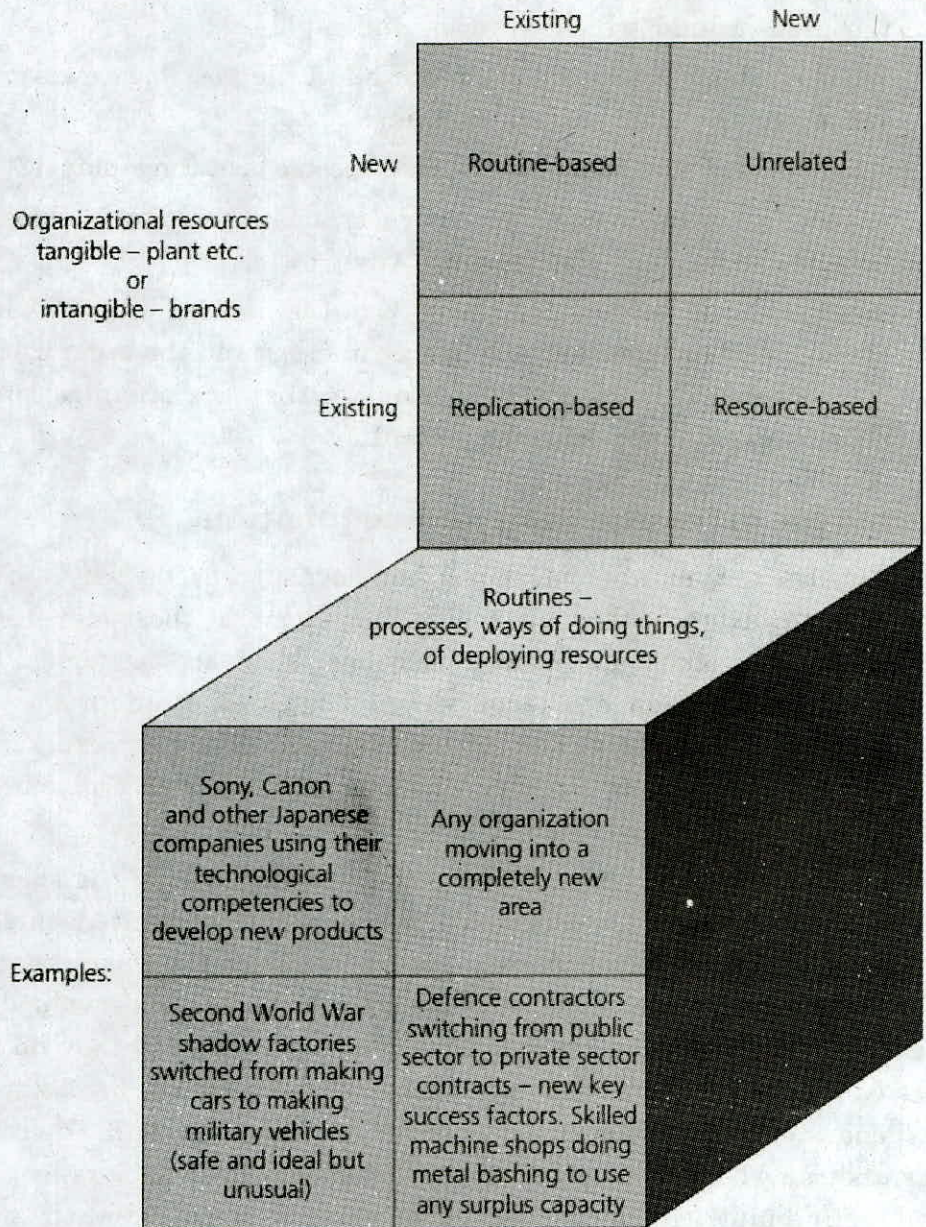 Existing New
New Routine-based Unrelated
Organizational resources
tangible – plant etc.
or
intangible – brands
Existing Replication-based Resource-based
Routines –
processes, ways of doing things,
of deploying resources
Sony, Canon
and other Japanese
companies using their
technological
competencies to
develop new products
Any organization
moving into a
completely new
area
Examples:
Second World War
shadow factories
switched from making
cars to making
military vehicles
(safe and ideal but
unusual)
Defence contractors
switching from public
sector to private sector
contracts – new key
success factors. Skilled
machine shops doing
metal bashing to use
any surplus capacity